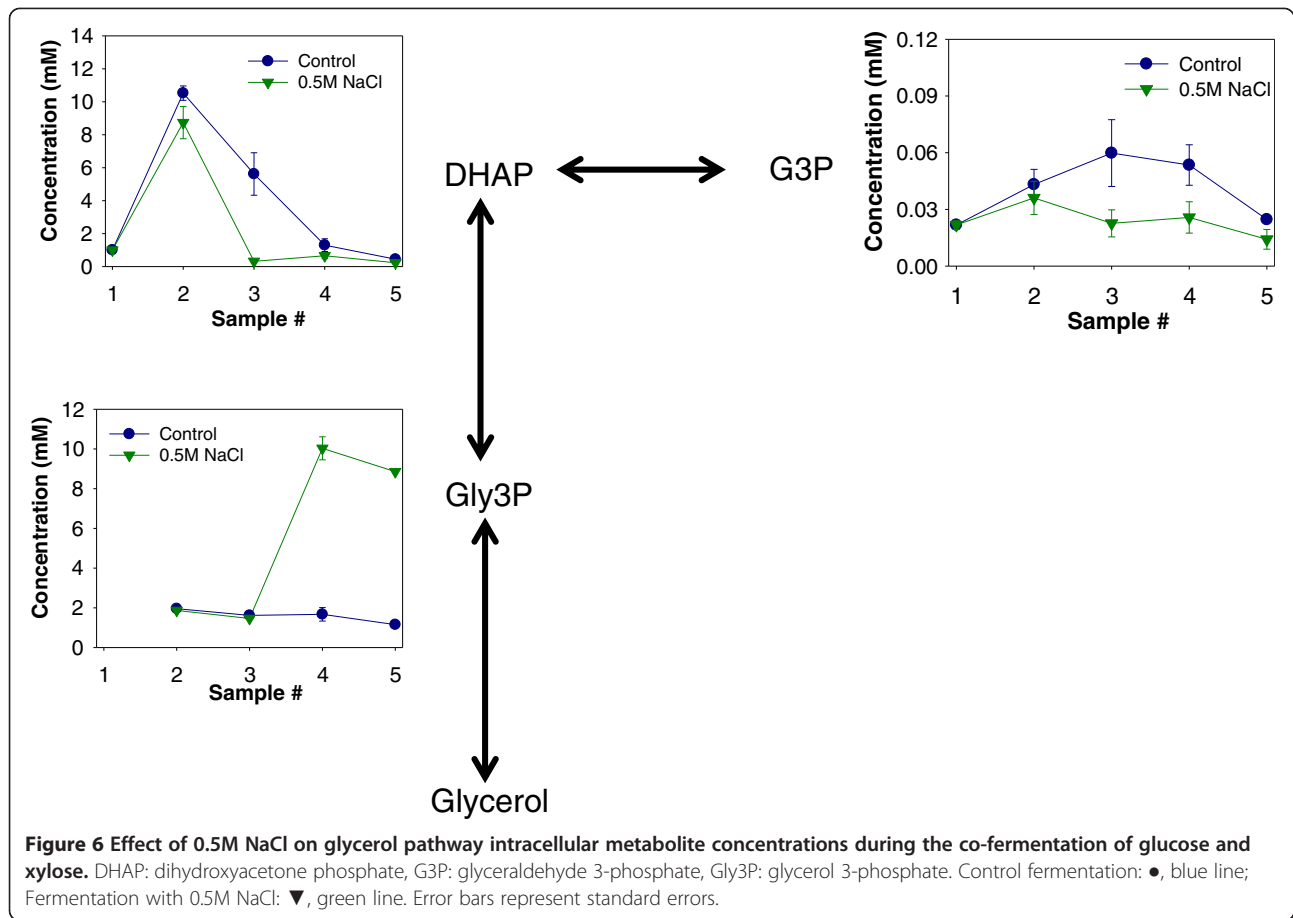 14
12
10
8
6
4
2
0
Concentration (mM)
Control
0.5M NaCl
1 2 3 4 5
Sample #
DHAP
G3P
0.12
0.09
0.06
0.03
0.00
Concentration (mM)
Control
0.5M NaCl
1 2 3 4 5
Sample #
12
10
8
6
4
2
0
Concentration (mM)
Control
0.5M NaCl
1 2 3 4 5
Sample #
Gly3P
Glycerol
Figure 6 Effect of 0.5M NaCl on glycerol pathway intracellular metabolite concentrations during the co-fermentation of glucose and
xylose. DHAP: dihydroxyacetone phosphate, G3P: glyceraldehyde 3-phosphate, Gly3P: glycerol 3-phosphate. Control fermentation: ●, blue line;
Fermentation with 0.5M NaCl: ▼, green line. Error bars represent standard errors.